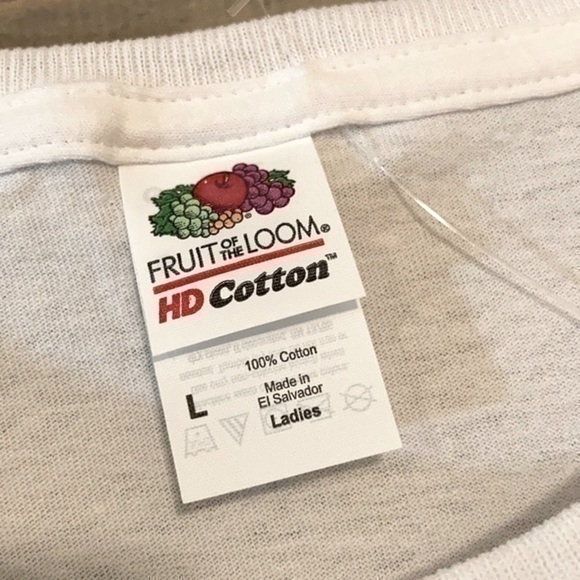 FRUIT OF THE LOOM®
HD Cotton™
100% Cotton
L
Made in
El Salvador
Ladies